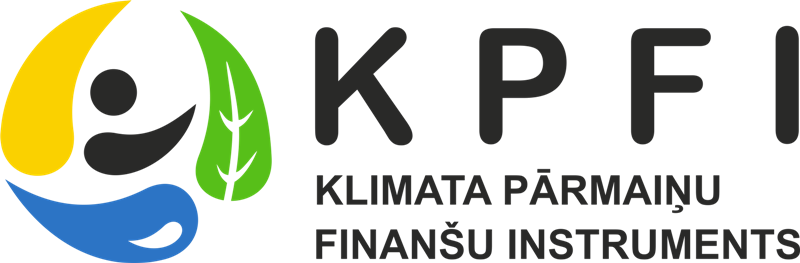 KPFI
KLIMATA PĀRMAIŅU
FINANŠU INSTRUMENTS